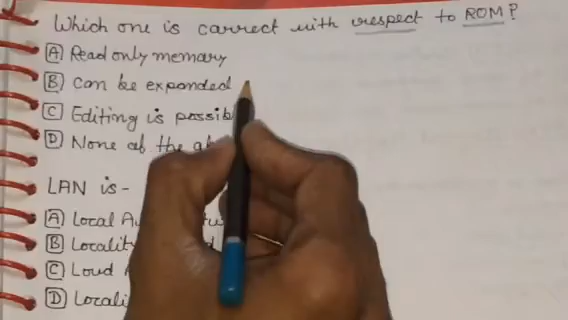 Which one is correct with respect to ROM?
A Read only memory
B Can be expanded
C Editing is
D None of the
LAN is-
A Local
B
C Loud
D